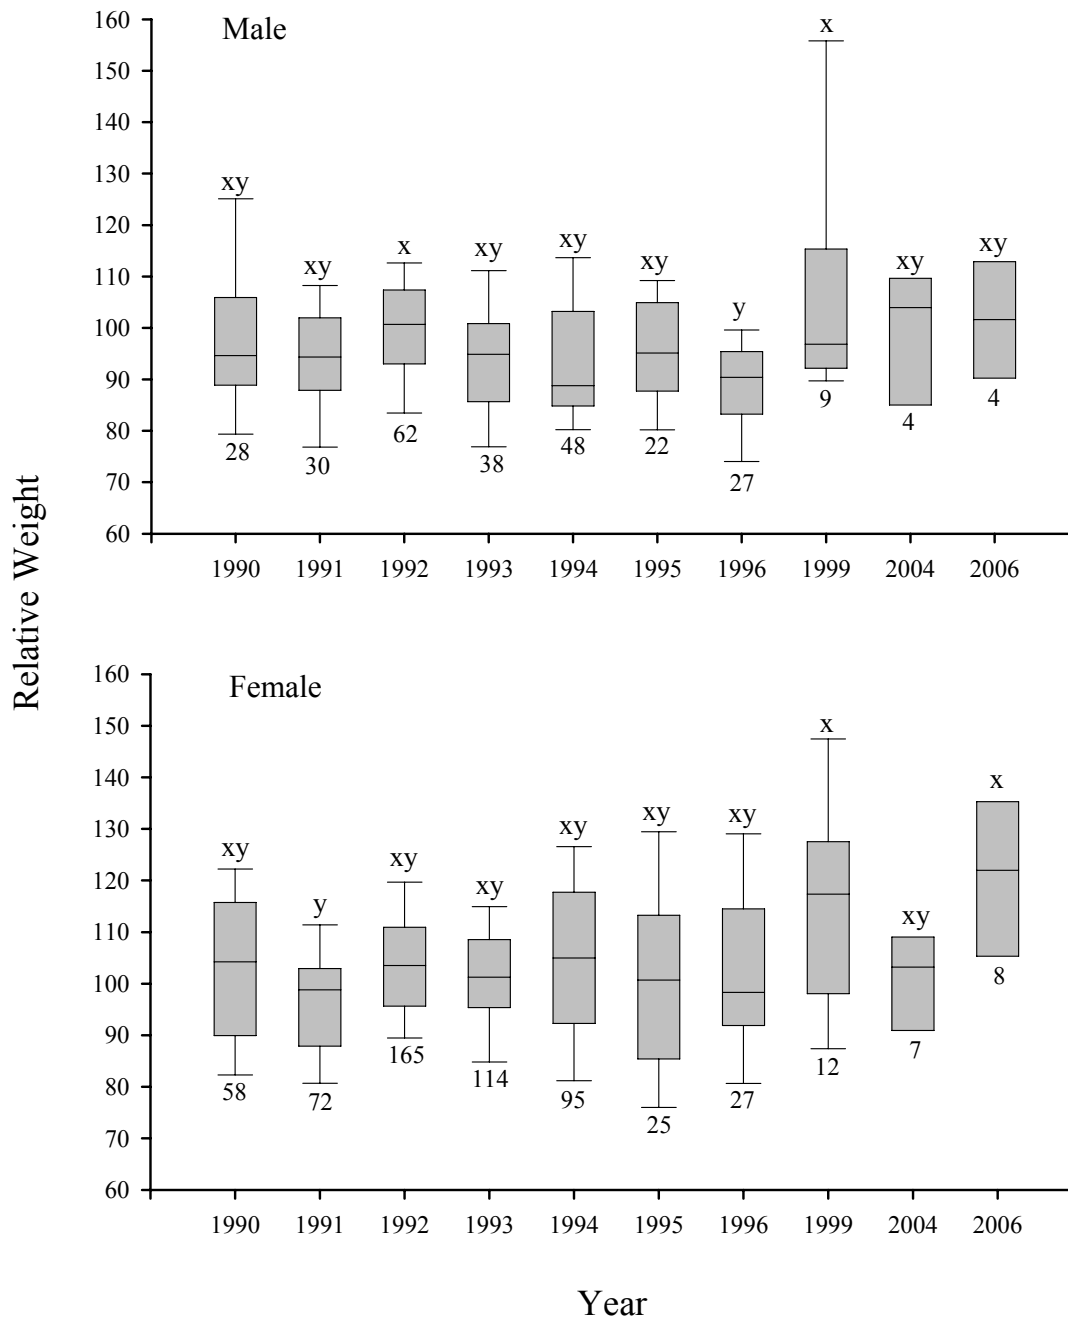 Male
160
150
140
130
120
110
100
90
80
70
60
xy
xy
x
xy
xy
xy
y
x
xy
xy
28
30
62
38
48
22
27
9
4
4
1990 1991 1992 1993 1994 1995 1996 1999 2004 2006
Relative Weight
Female
160
150
140
130
120
110
100
90
80
70
60
xy
y
xy
xy
xy
xy
xy
x
xy
x
58
72
165
114
95
25
27
12
7
8
1990 1991 1992 1993 1994 1995 1996 1999 2004 2006
Year